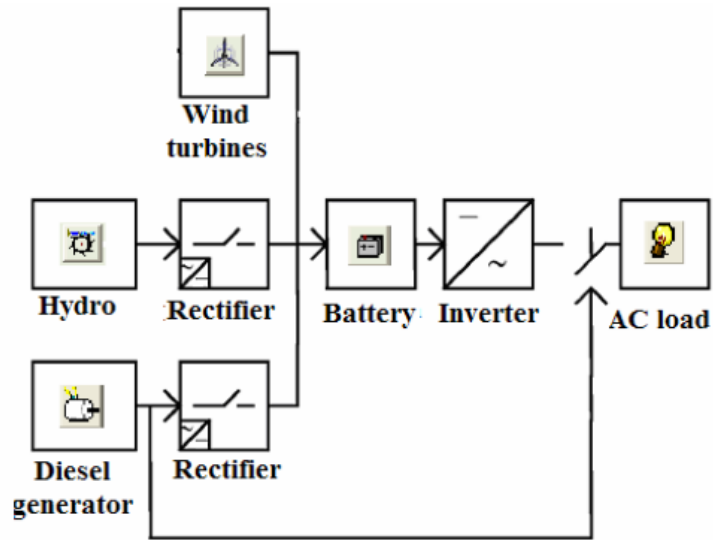 Wind
turbines
Hydro
Rectifier
Battery
Inverter
AC load
Diesel
generator
Rectifier